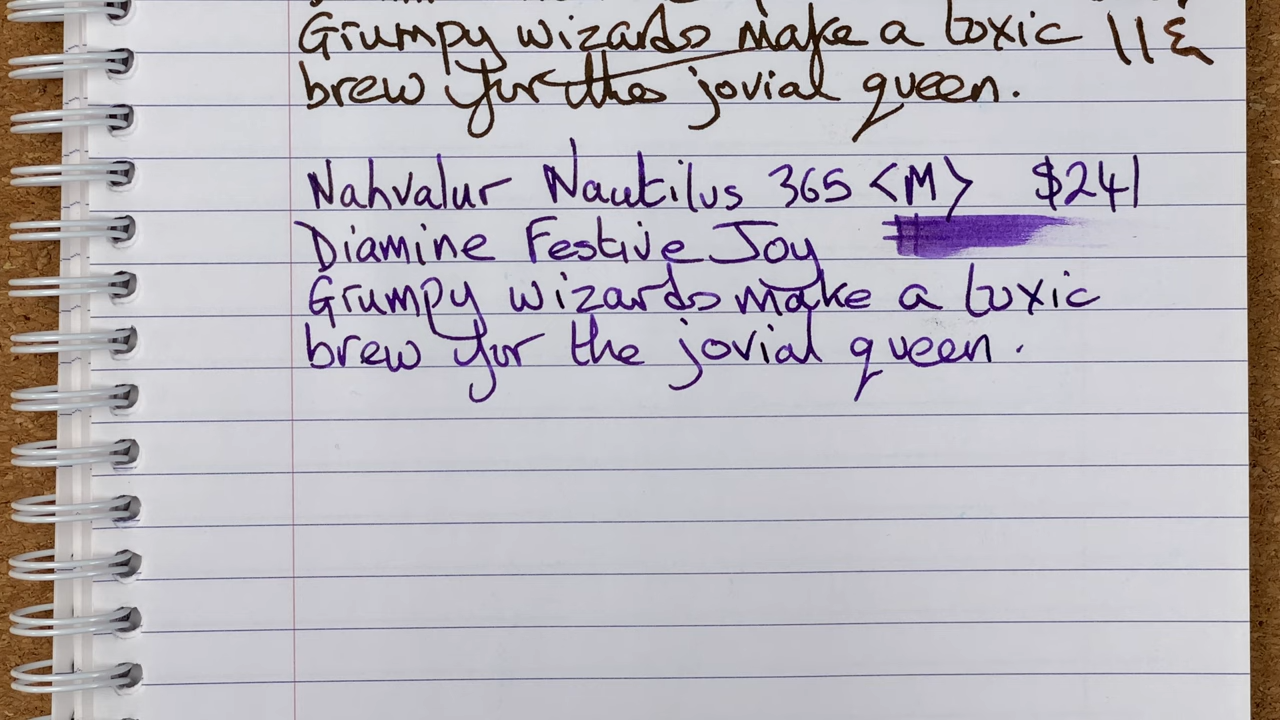 Grumpy wizards make a toxic
brew for the jovial queen.
Nahvalur Nautilus 365 <M> $241
Diamine Festive Joy
Grumpy wizards make a toxic
brew for the jovial queen.